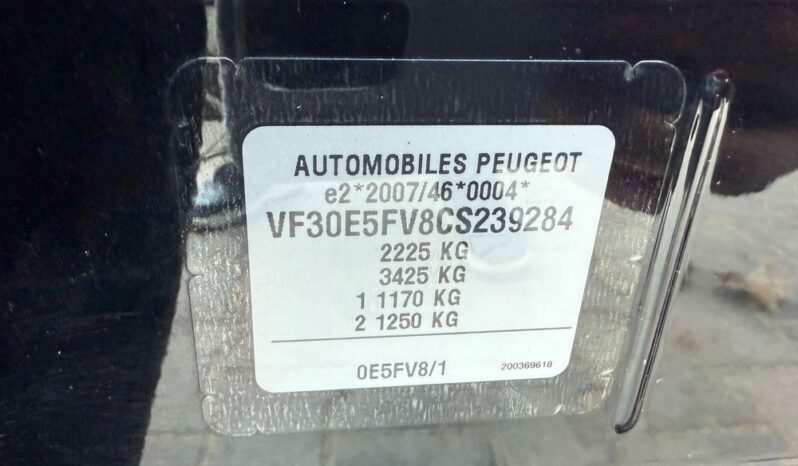 AUTOMOBILES PEUGEOT
e2*2007/46*0004*
VF30E5FV8CS239284
2225 KG
3425 KG
1 1170 KG
2 1250 KG
0E5FV8/1 200369618